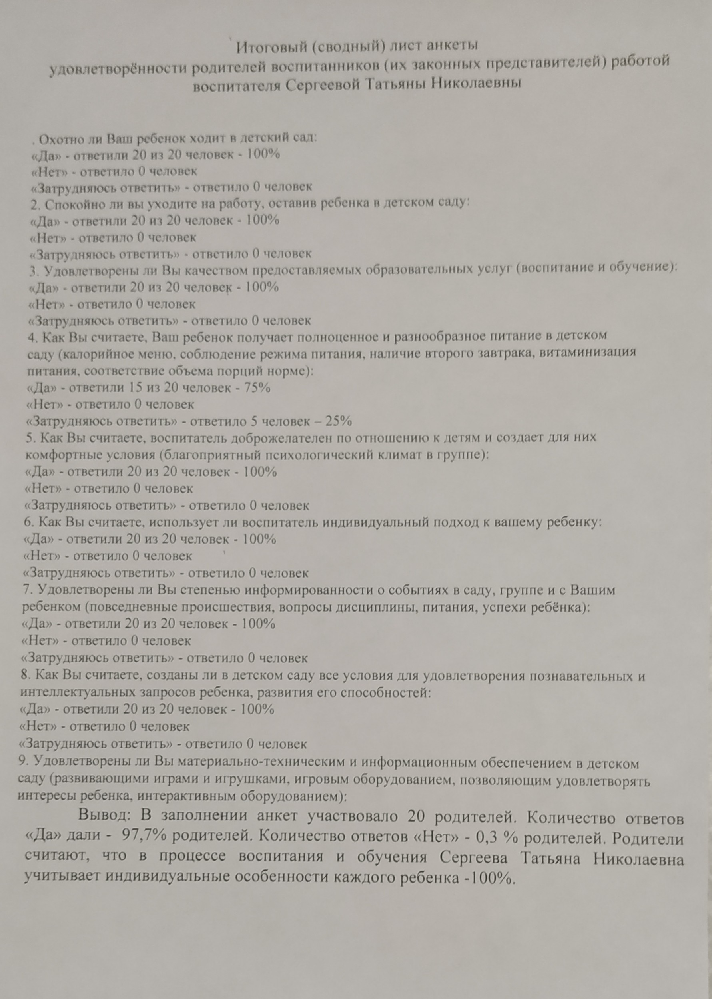 Итоговый (сводный) лист анкеты
удовлетворённости родителей воспитанников (их законных представителей) работой
воспитателя Сергеевой Татьяны Николаевны
. Охотно ли Ваш ребенок ходит в детский сад:
«Да» - ответили 20 из 20 человек - 100%
«Нет» - ответило 0 человек
«Затрудняюсь ответить» - ответило 0 человек
2. Спокойно ли вы уходите на работу, оставив ребенка в детском саду:
«Да» - ответили 20 из 20 человек - 100%
«Нет» - ответило 0 человек
«Затрудняюсь ответить» - ответило 0 человек
3. Удовлетворены ли Вы качеством предоставляемых образовательных услуг (воспитание и обучение):
«Да» - ответили 20 из 20 человек - 100%
«Нет» - ответило 0 человек
«Затрудняюсь ответить» - ответило 0 человек
4. Как Вы считаете, Ваш ребенок получает полноценное и разнообразное питание в детском
саду (калорийное меню, соблюдение режима питания, наличие второго завтрака, витаминизация
питания, соответствие объема порций норме):
«Да» - ответили 15 из 20 человек - 75%
«Нет» - ответило 0 человек
«Затрудняюсь ответить» - ответило 5 человек – 25%
5. Как Вы считаете, воспитатель доброжелателен по отношению к детям и создает для них
комфортные условия (благоприятный психологический климат в группе):
«Да» - ответили 20 из 20 человек - 100%
«Нет» - ответило 0 человек
«Затрудняюсь ответить» - ответило 0 человек
6. Как Вы считаете, использует ли воспитатель индивидуальный подход к вашему ребенку:
«Да» - ответили 20 из 20 человек - 100%
«Нет» - ответило 0 человек
«Затрудняюсь ответить» - ответило 0 человек
7. Удовлетворены ли Вы степенью информированности о событиях в саду, группе и с Вашим
ребенком (повседневные происшествия, вопросы дисциплины, питания, успехи ребёнка):
«Да» - ответили 20 из 20 человек - 100%
«Нет» - ответило 0 человек
«Затрудняюсь ответить» - ответило 0 человек
8. Как Вы считаете, созданы ли в детском саду все условия для удовлетворения познавательных и
интеллектуальных запросов ребенка, развития его способностей:
«Да» - ответили 20 из 20 человек - 100%
«Нет» - ответило 0 человек
«Затрудняюсь ответить» - ответило 0 человек
9. Удовлетворены ли Вы материально-техническим и информационным обеспечением в детском
саду (развивающими играми и игрушками, игровым оборудованием, позволяющим удовлетворять
интересы ребенка, интерактивным оборудованием):
Вывод: В заполнении анкет участвовало 20 родителей. Количество ответов
«Да» дали - 97,7% родителей. Количество ответов «Нет» - 0,3 % родителей. Родители
считают, что в процессе воспитания и обучения Сергеева Татьяна Николаевна
учитывает индивидуальные особенности каждого ребенка -100%.